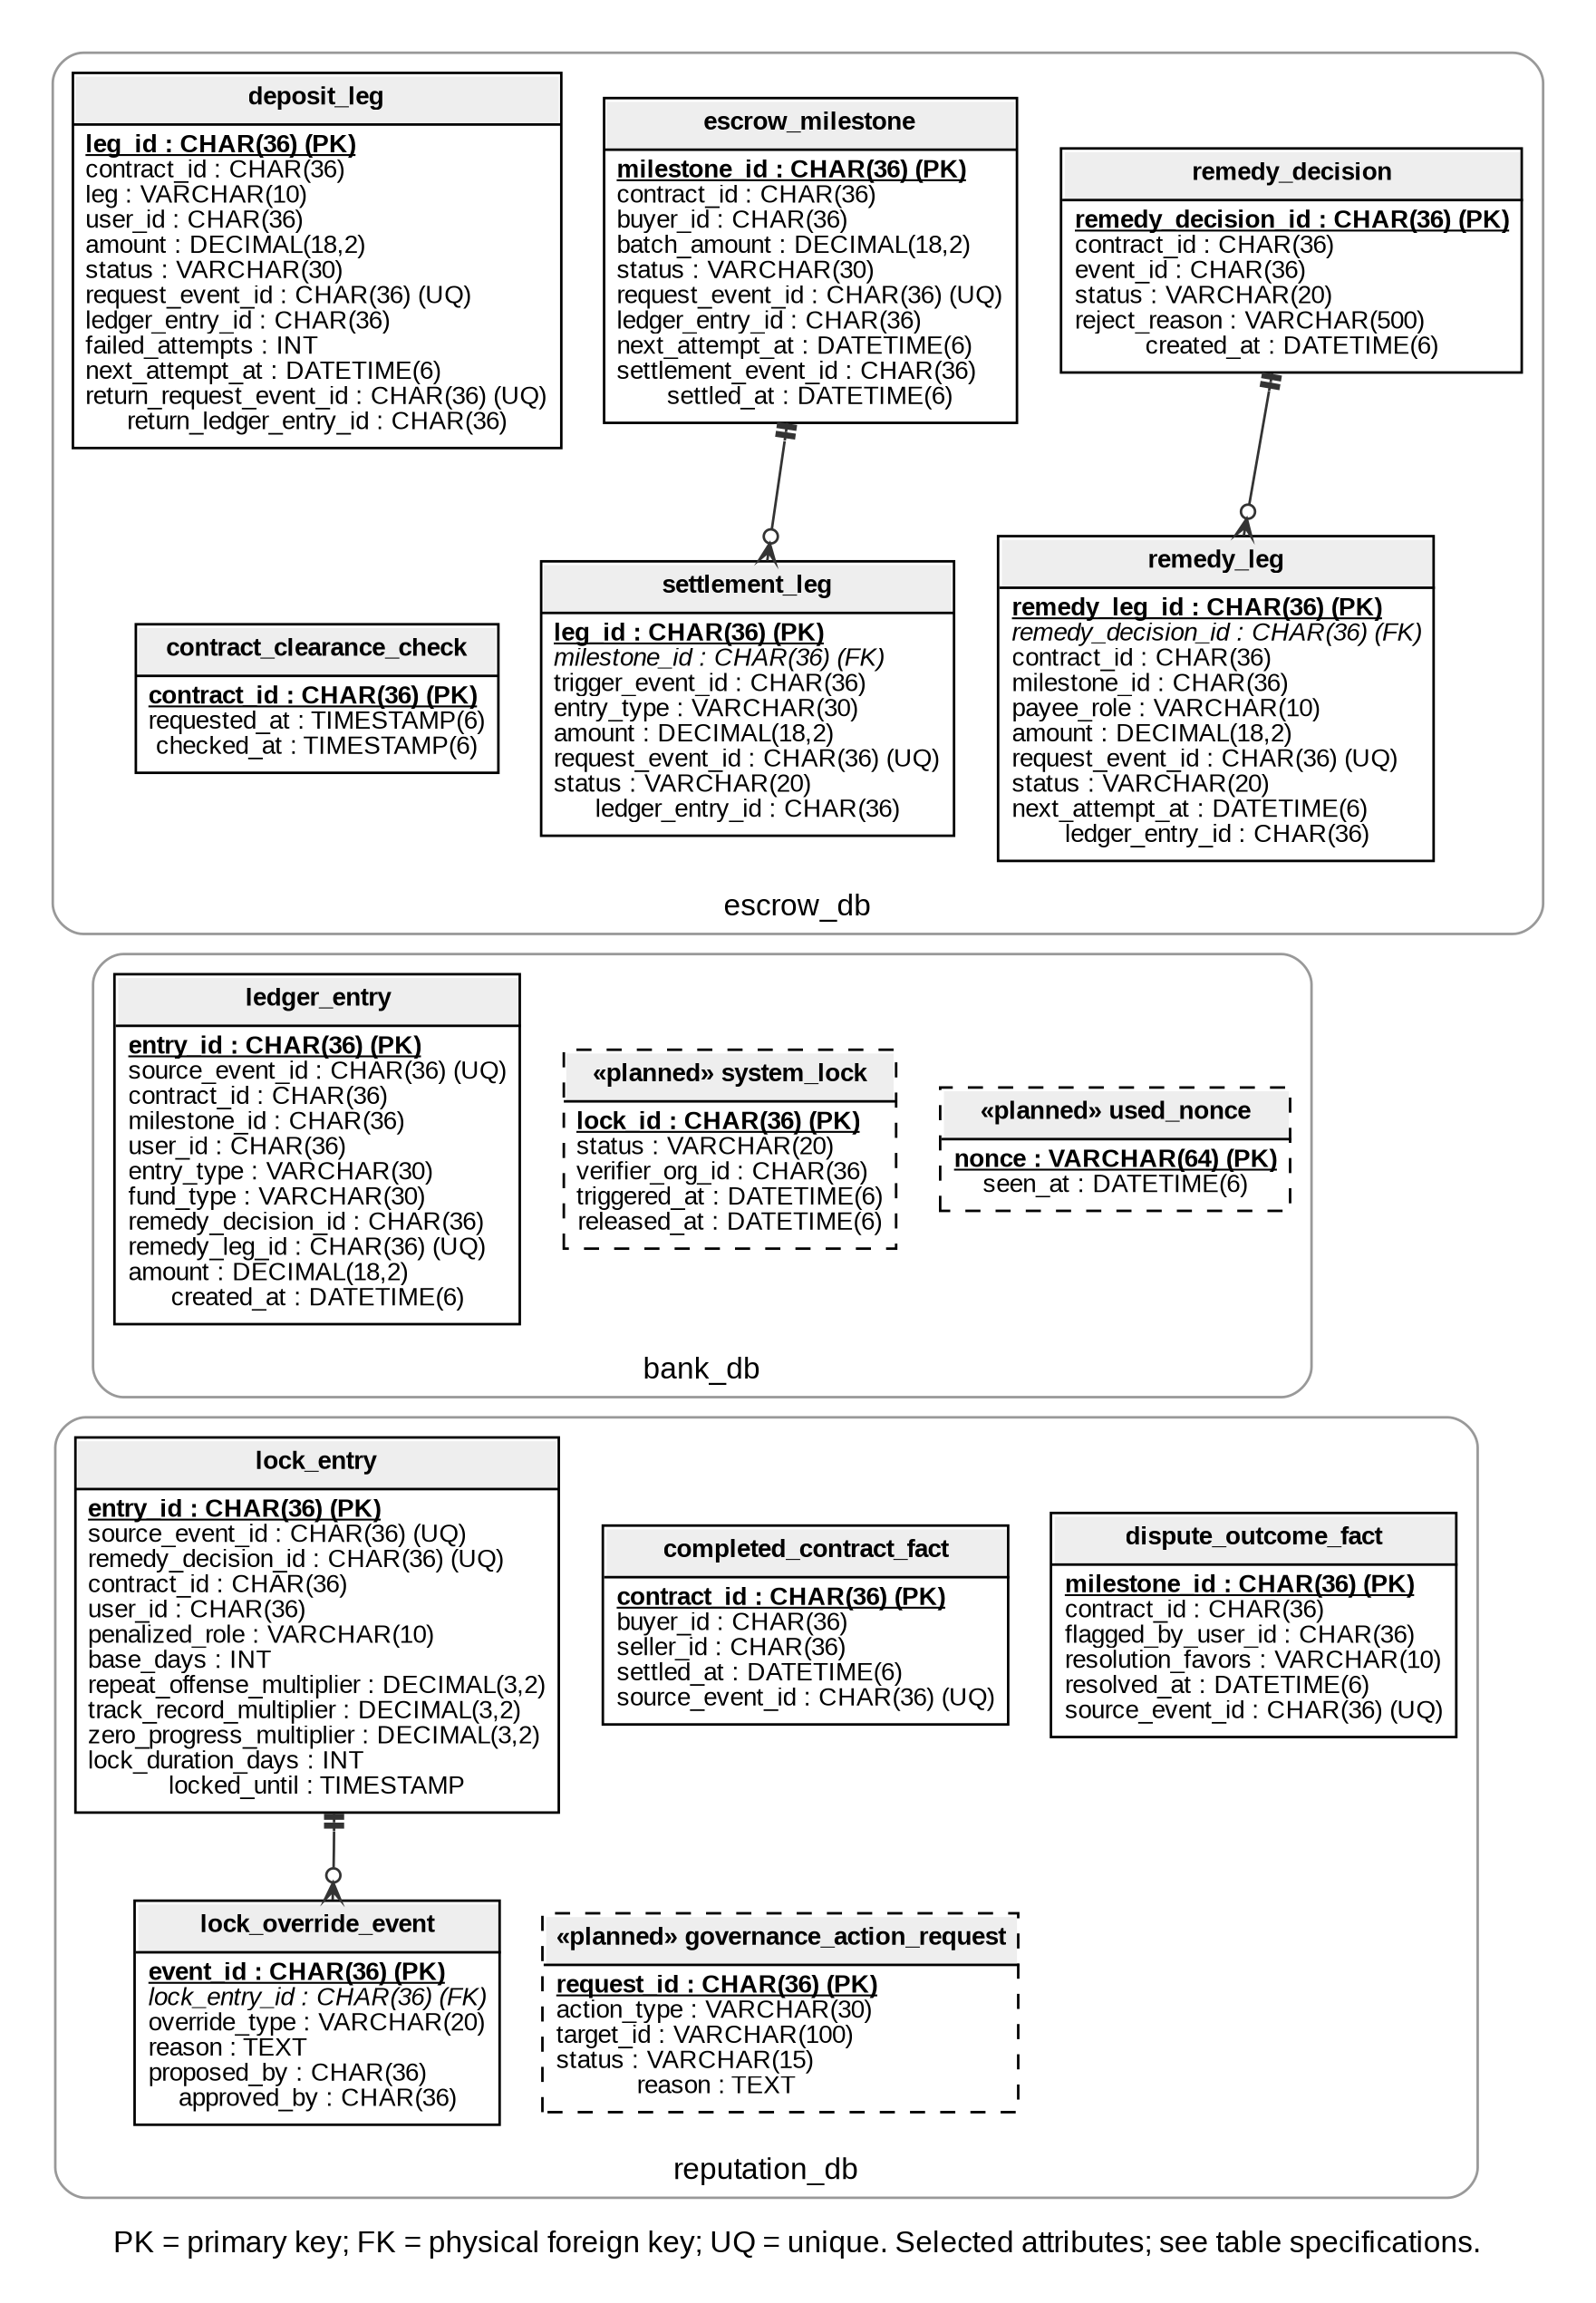 deposit_leg
leg_id : CHAR(36) (PK)
contract_id : CHAR(36)
leg : VARCHAR(10)
user_id : CHAR(36)
amount : DECIMAL(18,2)
status : VARCHAR(30)
request_event_id : CHAR(36) (UQ)
ledger_entry_id : CHAR(36)
failed_attempts : INT
next_attempt_at : DATETIME(6)
return_request_event_id : CHAR(36) (UQ)
return_ledger_entry_id : CHAR(36)
escrow_milestone
milestone_id : CHAR(36) (PK)
contract_id : CHAR(36)
buyer_id : CHAR(36)
batch_amount : DECIMAL(18,2)
status : VARCHAR(30)
request_event_id : CHAR(36) (UQ)
ledger_entry_id : CHAR(36)
next_attempt_at : DATETIME(6)
settlement_event_id : CHAR(36)
settled_at : DATETIME(6)
remedy_decision
remedy_decision_id : CHAR(36) (PK)
contract_id : CHAR(36)
event_id : CHAR(36)
status : VARCHAR(20)
reject_reason : VARCHAR(500)
created_at : DATETIME(6)
contract_clearance_check
contract_id : CHAR(36) (PK)
requested_at : TIMESTAMP(6)
checked_at : TIMESTAMP(6)
settlement_leg
leg_id : CHAR(36) (PK)
milestone_id : CHAR(36) (FK)
trigger_event_id : CHAR(36)
entry_type : VARCHAR(30)
amount : DECIMAL(18,2)
request_event_id : CHAR(36) (UQ)
status : VARCHAR(20)
ledger_entry_id : CHAR(36)
remedy_leg
remedy_leg_id : CHAR(36) (PK)
remedy_decision_id : CHAR(36) (FK)
contract_id : CHAR(36)
milestone_id : CHAR(36)
payee_role : VARCHAR(10)
amount : DECIMAL(18,2)
request_event_id : CHAR(36) (UQ)
status : VARCHAR(20)
next_attempt_at : DATETIME(6)
ledger_entry_id : CHAR(36)
escrow_db
ledger_entry
entry_id : CHAR(36) (PK)
source_event_id : CHAR(36) (UQ)
contract_id : CHAR(36)
milestone_id : CHAR(36)
user_id : CHAR(36)
entry_type : VARCHAR(30)
fund_type : VARCHAR(30)
remedy_decision_id : CHAR(36)
remedy_leg_id : CHAR(36) (UQ)
amount : DECIMAL(18,2)
created_at : DATETIME(6)
«planned» system_lock
lock_id : CHAR(36) (PK)
status : VARCHAR(20)
verifier_org_id : CHAR(36)
triggered_at : DATETIME(6)
released_at : DATETIME(6)
«planned» used_nonce
nonce : VARCHAR(64) (PK)
seen_at : DATETIME(6)
bank_db
lock_entry
entry_id : CHAR(36) (PK)
source_event_id : CHAR(36) (UQ)
remedy_decision_id : CHAR(36) (UQ)
contract_id : CHAR(36)
user_id : CHAR(36)
penalized_role : VARCHAR(10)
base_days : INT
repeat_offense_multiplier : DECIMAL(3,2)
track_record_multiplier : DECIMAL(3,2)
zero_progress_multiplier : DECIMAL(3,2)
lock_duration_days : INT
locked_until : TIMESTAMP
completed_contract_fact
contract_id : CHAR(36) (PK)
buyer_id : CHAR(36)
seller_id : CHAR(36)
settled_at : DATETIME(6)
source_event_id : CHAR(36) (UQ)
dispute_outcome_fact
milestone_id : CHAR(36) (PK)
contract_id : CHAR(36)
flagged_by_user_id : CHAR(36)
resolution_favors : VARCHAR(10)
resolved_at : DATETIME(6)
source_event_id : CHAR(36) (UQ)
lock_override_event
event_id : CHAR(36) (PK)
lock_entry_id : CHAR(36) (FK)
override_type : VARCHAR(20)
reason : TEXT
proposed_by : CHAR(36)
approved_by : CHAR(36)
«planned» governance_action_request
request_id : CHAR(36) (PK)
action_type : VARCHAR(30)
target_id : VARCHAR(100)
status : VARCHAR(15)
reason : TEXT
reputation_db
PK = primary key; FK = physical foreign key; UQ = unique. Selected attributes; see table specifications.